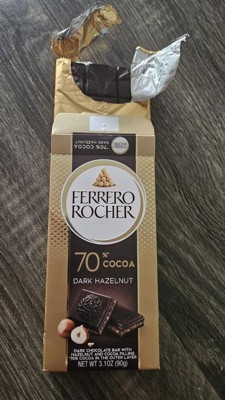 70% COCOA
DARK HAZELNUT
FERRERO
ROCHER
70% COCOA
DARK HAZELNUT
DARK CHOCOLATE BAR WITH
HAZELNUT AND COCOA FILLING
*70% COCOA IN THE OUTER LAYER
NET WT 3.1OZ (90g)